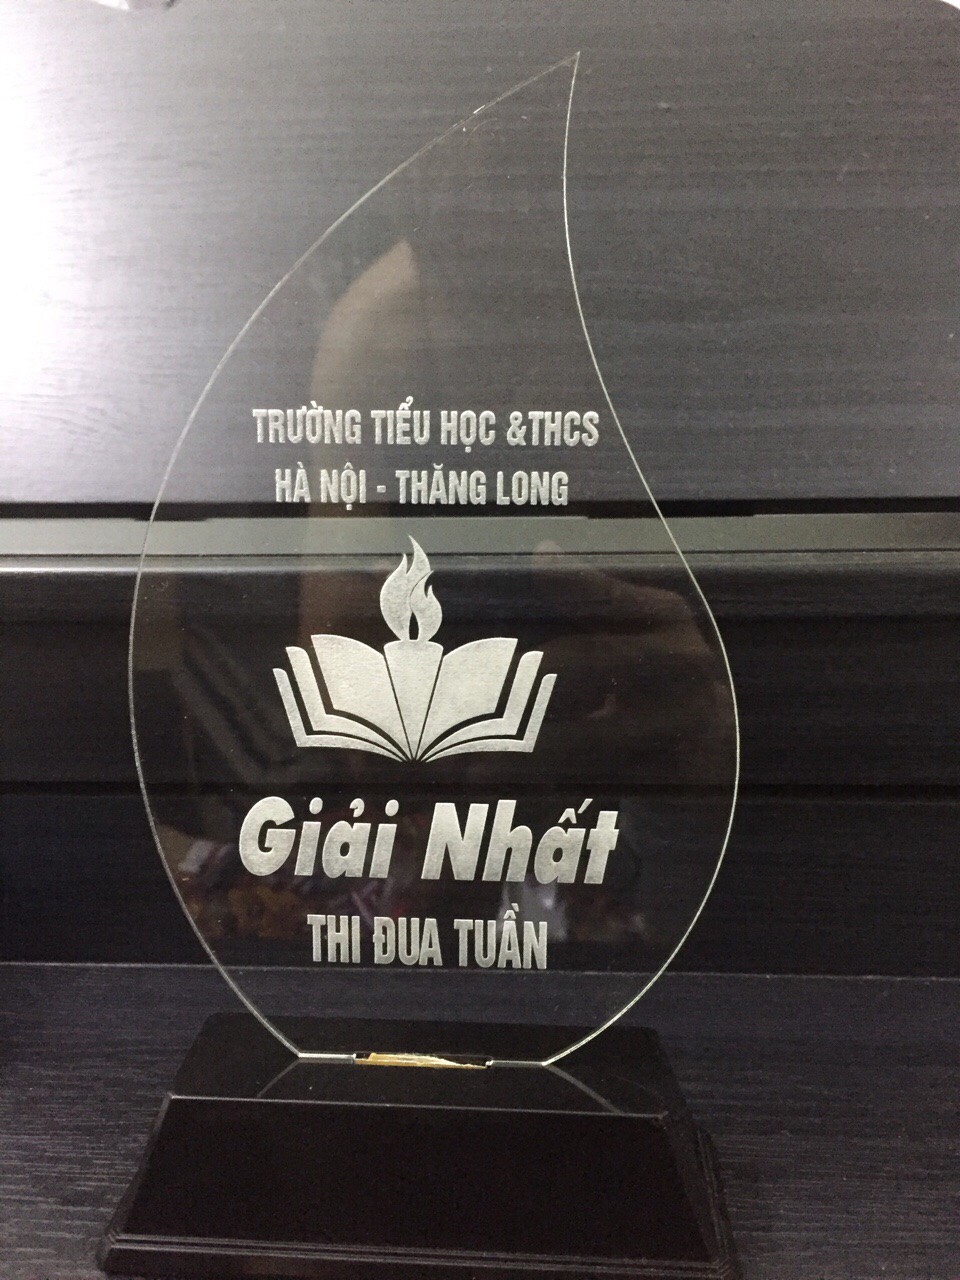 TRƯỜNG TIỂU HỌC &THCS
HÀ NỘI - THĂNG LONG
Giải Nhất
THI ĐUA TUẦN